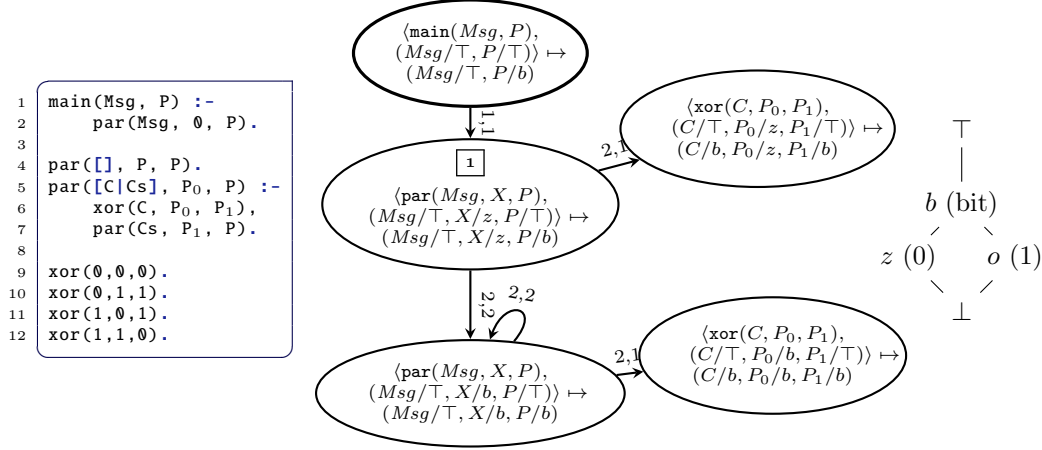 1 main(Msg, P) :-
2 par(Msg, 0, P).
3
4 par([], P, P).
5 par([C|Cs], P₀, P) :-
6 xor(C, P₀, P₁),
7 par(Cs, P₁, P).
8
9 xor(0,0,0).
10 xor(0,1,1).
11 xor(1,0,1).
12 xor(1,1,0).
⟨main(Msg, P),
(Msg/⊤, P/⊤)⟩ ↦
(Msg/⊤, P/b)
1,1
1
⟨par(Msg, X, P),
(Msg/⊤, X/z, P/⊤)⟩ ↦
(Msg/⊤, X/z, P/b)
2,1
⟨xor(C, P₀, P₁),
(C/⊤, P₀/z, P₁/⊤)⟩ ↦
(C/b, P₀/z, P₁/b)
2,2
2,2
⟨par(Msg, X, P),
(Msg/⊤, X/b, P/⊤)⟩ ↦
(Msg/⊤, X/b, P/b)
2,1
⟨xor(C, P₀, P₁),
(C/⊤, P₀/b, P₁/⊤)⟩ ↦
(C/b, P₀/b, P₁/b)
⊤
b (bit)
z (0) o (1)
⊥